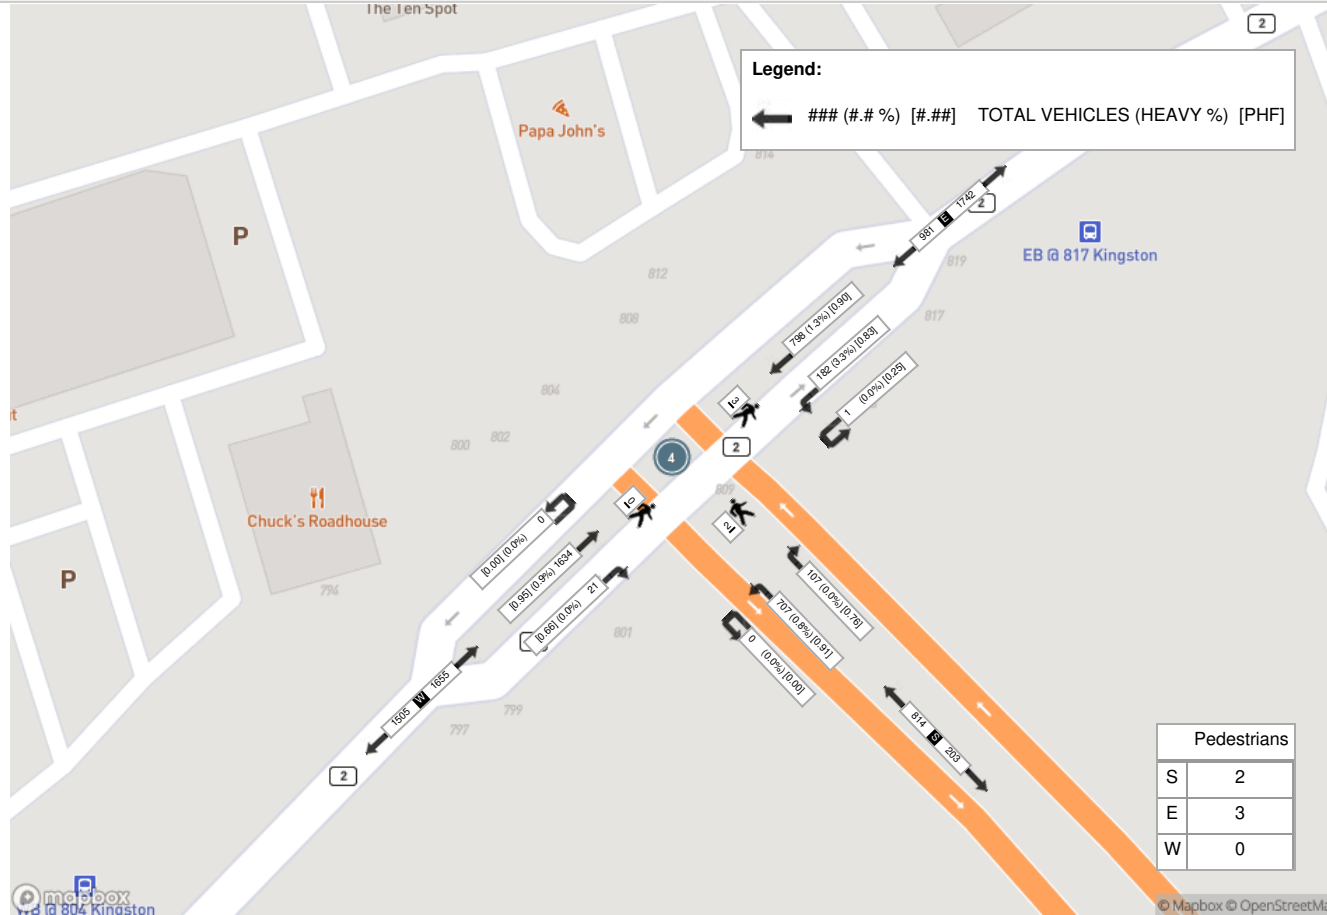 The Ten Spot
2
Legend:
### (#.# %) [#.##] TOTAL VEHICLES (HEAVY %) [PHF]
Papa John's
814
P
981 E 1742
2
EB @ 817 Kingston
819
812
808
817
798 (1.3%) [0.90]
182 (3.3%) [0.83]
1 (0.0%) [0.25]
804
800
802
3
4
2
809
0
2
Chuck's Roadhouse
P
794
[0.00] (0.0%) 0
[0.95] (0.9%) 1634
[0.66] (0.0%) 21
801
107 (0.0%) [0.76]
707 (0.8%) [0.91]
0 (0.0%) [0.00]
1505 W 1655
799
797
2
814 S 203
Pedestrians
S 2
E 3
W 0
mapbox
WB @ 804 Kingston
© Mapbox © OpenStreetMa